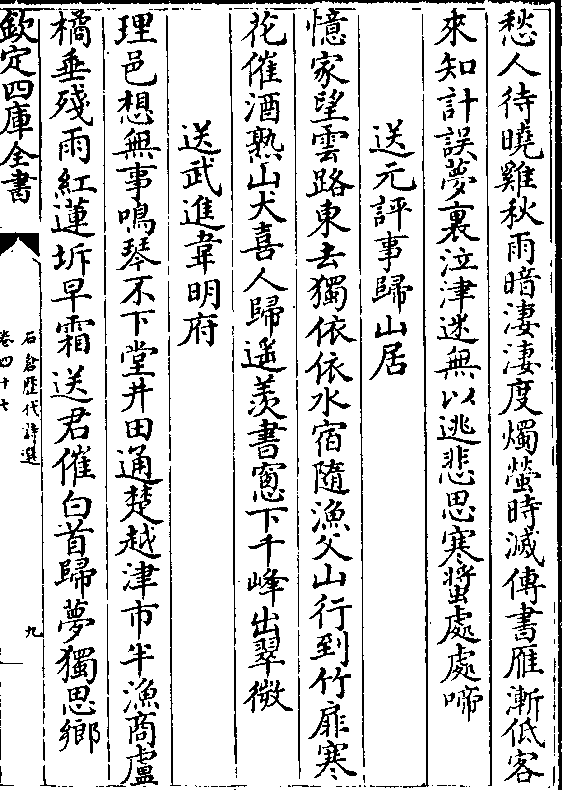 愁人待曉雞秋雨暗淒淒度燭螢時滅傳書雁漸低客
來知計誤夢裏泣津迷無以逃悲思寒螿處處啼
送元評事歸山居
憶家望雲路東去獨依依水宿隨漁父山行到竹扉寒
花催酒熟山犬喜人歸遥羨書窻下千峰出翠微
送武進韋明府
理邑想無事鳴琴不下堂井田通楚越津市半漁商盧
橘垂殘雨紅蓮坼早霜送君催白首歸夢獨思鄉
欽定四庫全書
石倉歷代詩選
卷四十七
九